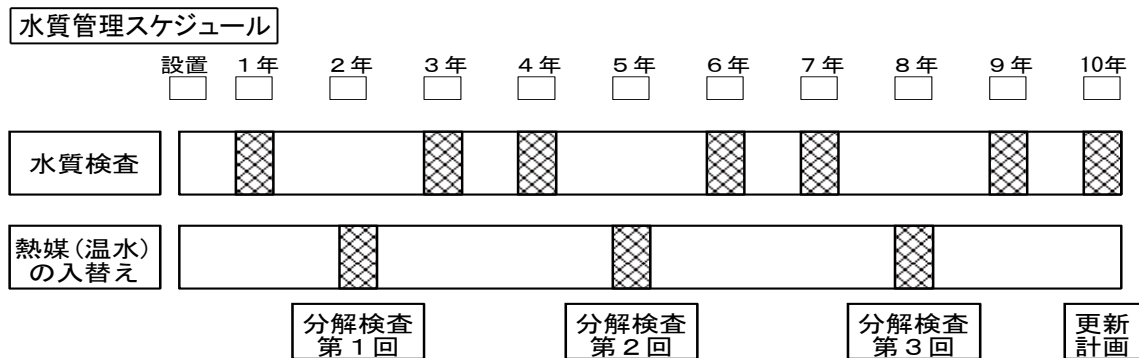 水質管理スケジュール
設置 1年 2年 3年 4年 5年 6年 7年 8年 9年 10年
水質検査
熱媒(温水)
の入替え
分解検査
第1回
分解検査
第2回
分解検査
第3回
更新
計画